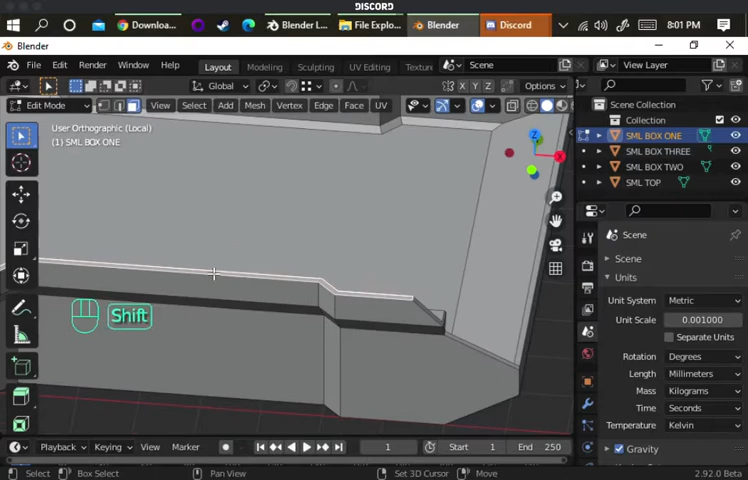 DISCORD
Downloa...
Blender L...
File Explo...
Blender
Discord
8:01 PM
Blender
File Edit Render Window Help Layout Modeling Sculpting UV Editing Textur Scene View Layer
Global X Y Z Options
Edit Mode View Select Add Mesh Vertex Edge Face UV
User Orthographic (Local)
(1) SML BOX ONE
Z
X
Shift
Scene Collection
Collection
SML BOX ONE
SML BOX THREE
SML BOX TWO
SML TOP
Scene
Scene
Units
Unit System Metric
Unit Scale 0.001000
Separate Units
Rotation Degrees
Length Millimeters
Mass Kilograms
Time Seconds
Temperature Kelvin
Gravity
Playback Keying View Marker 1 Start 1 End 250
Select Box Select Pan View Set 3D Cursor Move 2.92.0 Beta